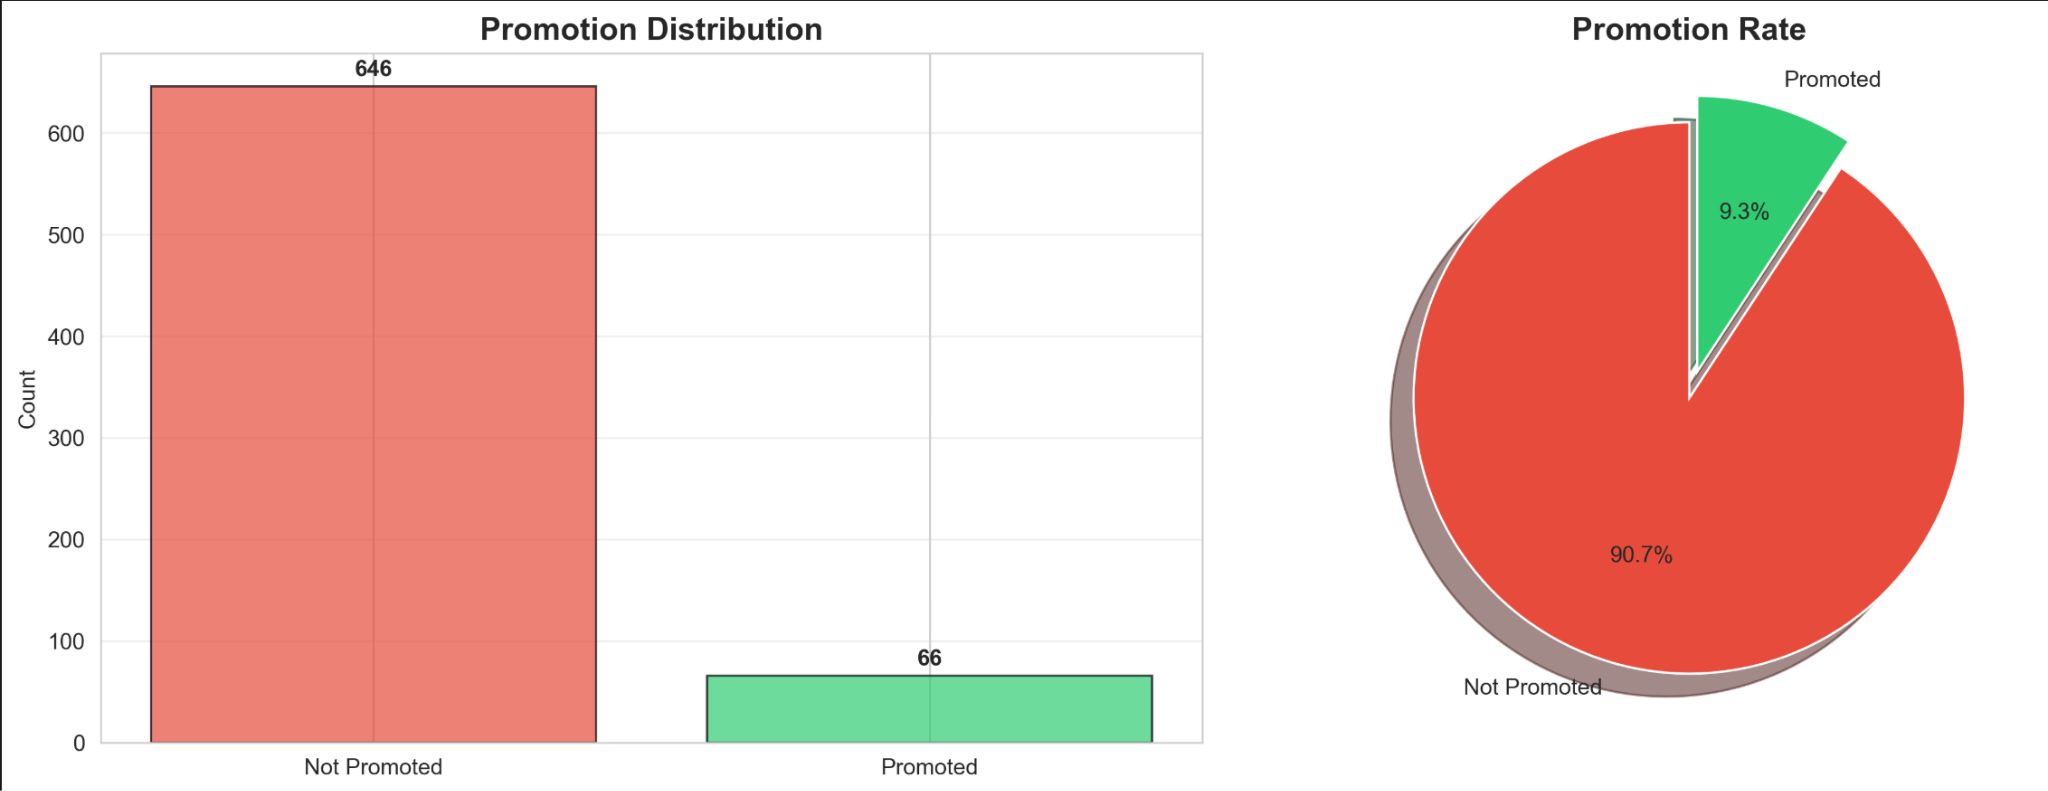 Promotion Distribution
646
600
500
400
300
200
100
0
Count
66
Not Promoted
Promoted
Promotion Rate
Promoted
9.3%
90.7%
Not Promoted